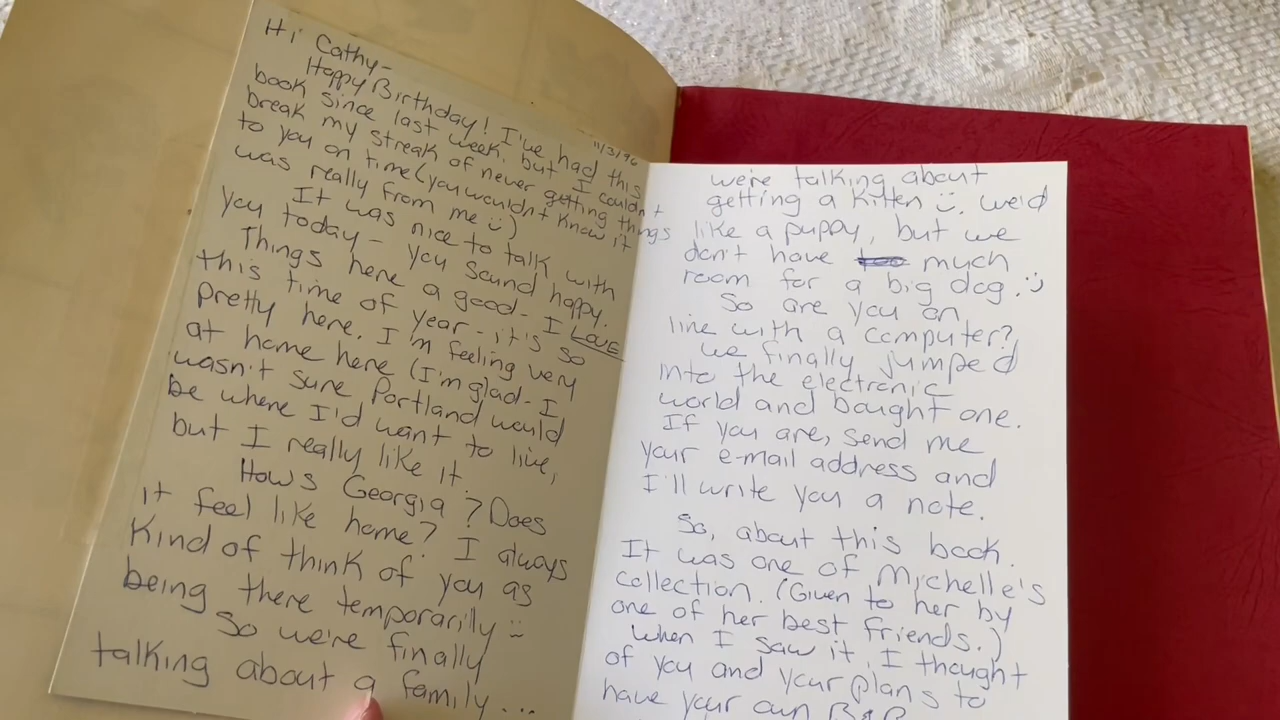 11/3/96
Hi Cathy-
Happy Birthday! I've had this
book since last week, but I couldn't
break my streak of never getting things
to you on time (you wouldn't know it
was really from me :))
It was nice to talk with
you today - you sound happy.
Things here a good - I LOVE
this time of year - it's so
pretty here. I'm feeling very
at home here (I'm glad - I
wasn't sure Portland would
be where I'd want to live,
but I really like it.
How's Georgia? Does
it feel like home? I always
kind of think of you as
being there temporarily :)
So we're finally
talking about a family...
we're talking about
getting a kitten :). We'd
like a puppy, but we
don't have much
room for a big dog. :)
So are you on
line with a computer?
We finally jumped
into the electronic
world and bought one.
If you are, send me
your e-mail address and
I'll write you a note.
So, about this book.
It was one of Michelle's
collection. (Given to her by
one of her best friends.)
When I saw it, I thought
of you and your plans to
have your own B&B